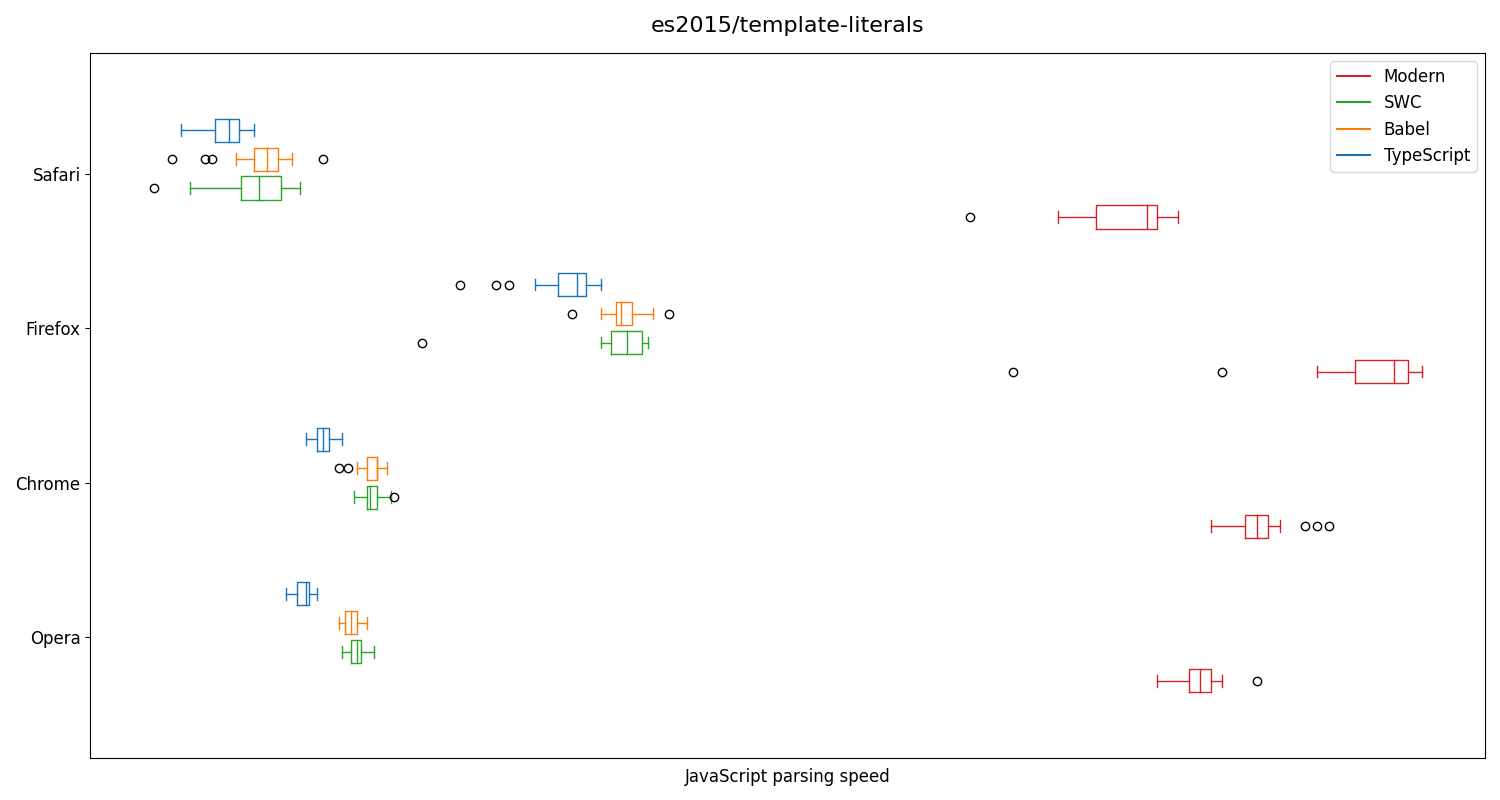 es2015/template-literals
Modern
SWC
Babel
TypeScript
Safari
Firefox
Chrome
Opera
JavaScript parsing speed